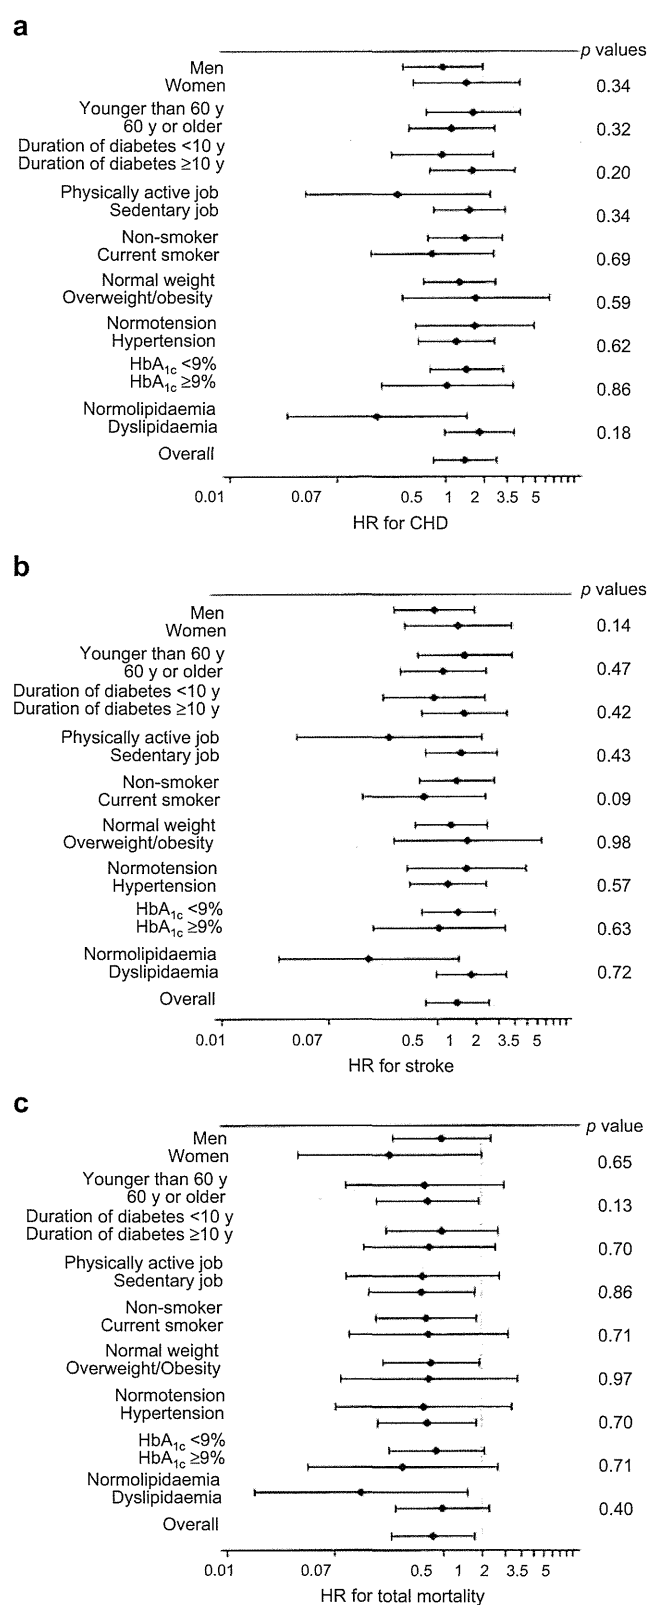 a
p values
Men
Women
0.34
Younger than 60 y
60 y or older
0.32
Duration of diabetes <10 y
Duration of diabetes ≥10 y
0.20
Physically active job
Sedentary job
0.34
Non-smoker
Current smoker
0.69
Normal weight
Overweight/obesity
0.59
Normotension
Hypertension
0.62
HbA1c <9%
HbA1c ≥9%
0.86
Normolipidaemia
Dyslipidaemia
0.18
Overall
0.01 0.07 0.5 1 2 3.5 5
HR for CHD
b
p values
Men
Women
0.14
Younger than 60 y
60 y or older
0.47
Duration of diabetes <10 y
Duration of diabetes ≥10 y
0.42
Physically active job
Sedentary job
0.43
Non-smoker
Current smoker
0.09
Normal weight
Overweight/obesity
0.98
Normotension
Hypertension
0.57
HbA1c <9%
HbA1c ≥9%
0.63
Normolipidaemia
Dyslipidaemia
0.72
Overall
0.01 0.07 0.5 1 2 3.5 5
HR for stroke
c
p value
Men
Women
0.65
Younger than 60 y
60 y or older
0.13
Duration of diabetes <10 y
Duration of diabetes ≥10 y
0.70
Physically active job
Sedentary job
0.86
Non-smoker
Current smoker
0.71
Normal weight
Overweight/Obesity
0.97
Normotension
Hypertension
0.70
HbA1c <9%
HbA1c ≥9%
0.71
Normolipidaemia
Dyslipidaemia
0.40
Overall
0.01 0.07 0.5 1 2 3.5 5
HR for total mortality